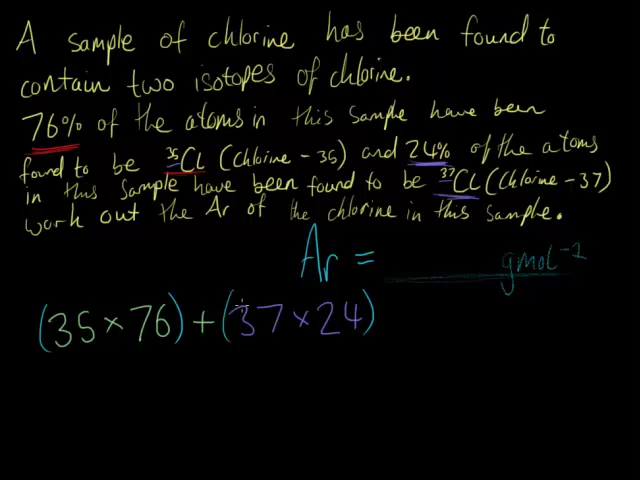 A sample of chlorine has been found to
contain two isotopes of chlorine.
76% of the atoms in this sample have been
found to be ³⁵Cl (Chlorine-35) and 24% of the atoms
in this sample have been found to be ³⁷Cl (Chlorine-37)
work out the Ar of the chlorine in this sample.
Ar = gmol⁻¹
(35 × 76) + (37 × 24)